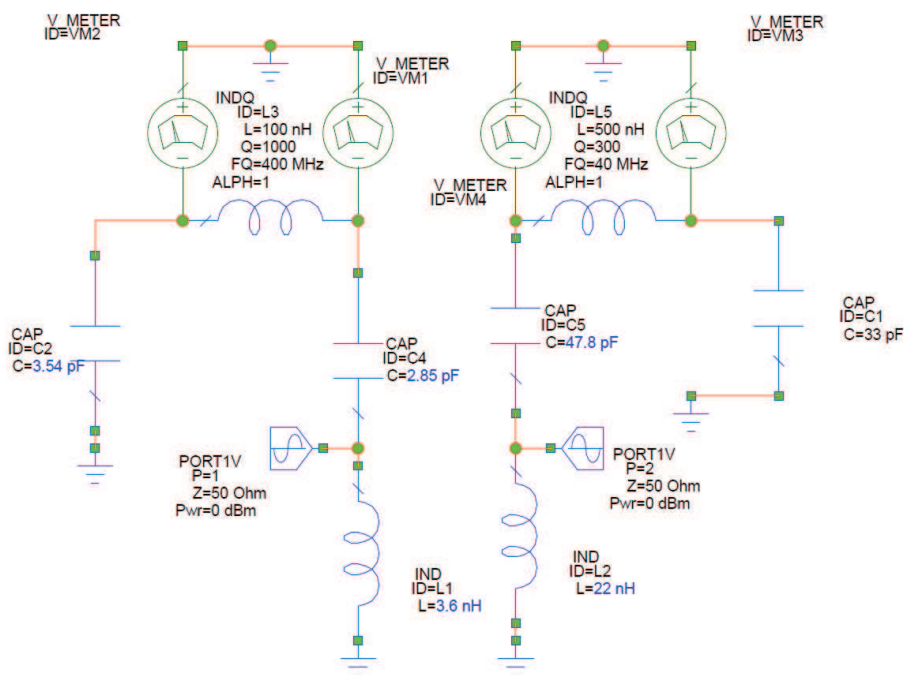 V_METER
ID=VM2
V_METER
ID=VM1
INDQ
ID=L3
L=100 nH
Q=1000
FQ=400 MHz
ALPH=1
V_METER
ID=VM4
INDQ
ID=L5
L=500 nH
Q=300
FQ=40 MHz
ALPH=1
V_METER
ID=VM3
CAP
ID=C2
C=3.54 pF
CAP
ID=C4
C=2.85 pF
CAP
ID=C5
C=47.8 pF
CAP
ID=C1
C=33 pF
PORT1V
P=1
Z=50 Ohm
Pwr=0 dBm
PORT1V
P=2
Z=50 Ohm
Pwr=0 dBm
IND
ID=L1
L=3.6 nH
IND
ID=L2
L=22 nH